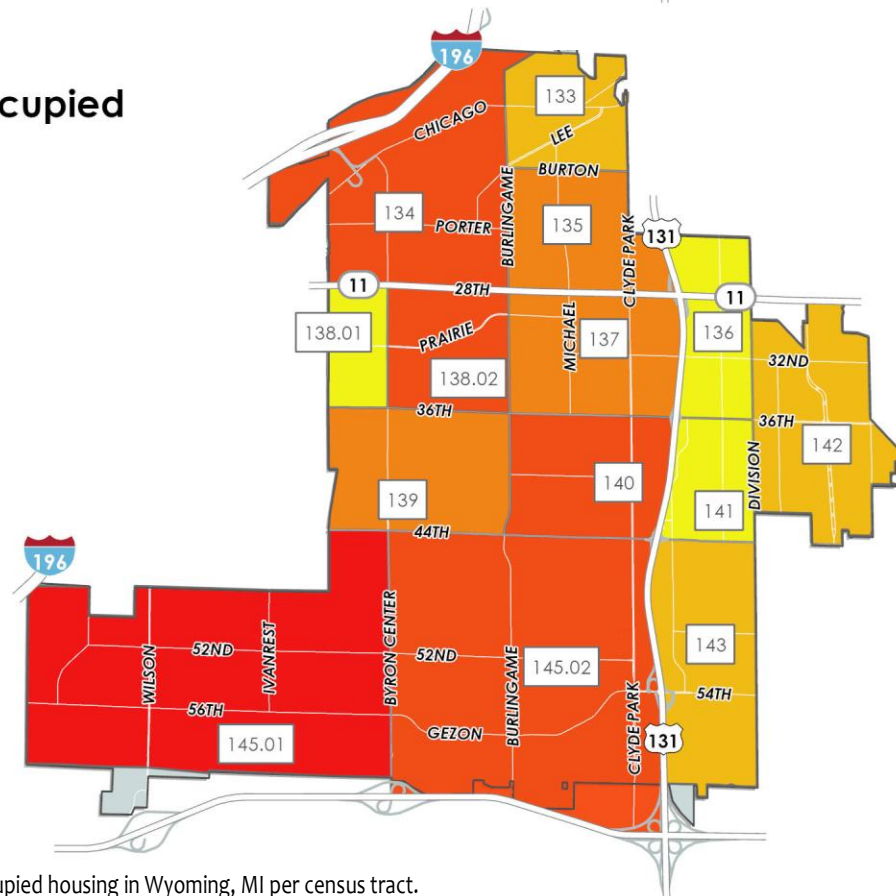 196
cupied
133
CHICAGO
LEE
BURTON
134
135
PORTER
BURLINGAME
CLYDE PARK
131
11
28TH
11
138.01
PRAIRIE
MICHAEL
137
136
138.02
32ND
36TH
36TH
142
139
140
141
DIVISION
44TH
196
BYRON CENTER
143
WILSON
52ND
IVANREST
52ND
145.02
BURLINGAME
CLYDE PARK
54TH
56TH
GEZON
145.01
131
upied housing in Wyoming, MI per census tract.